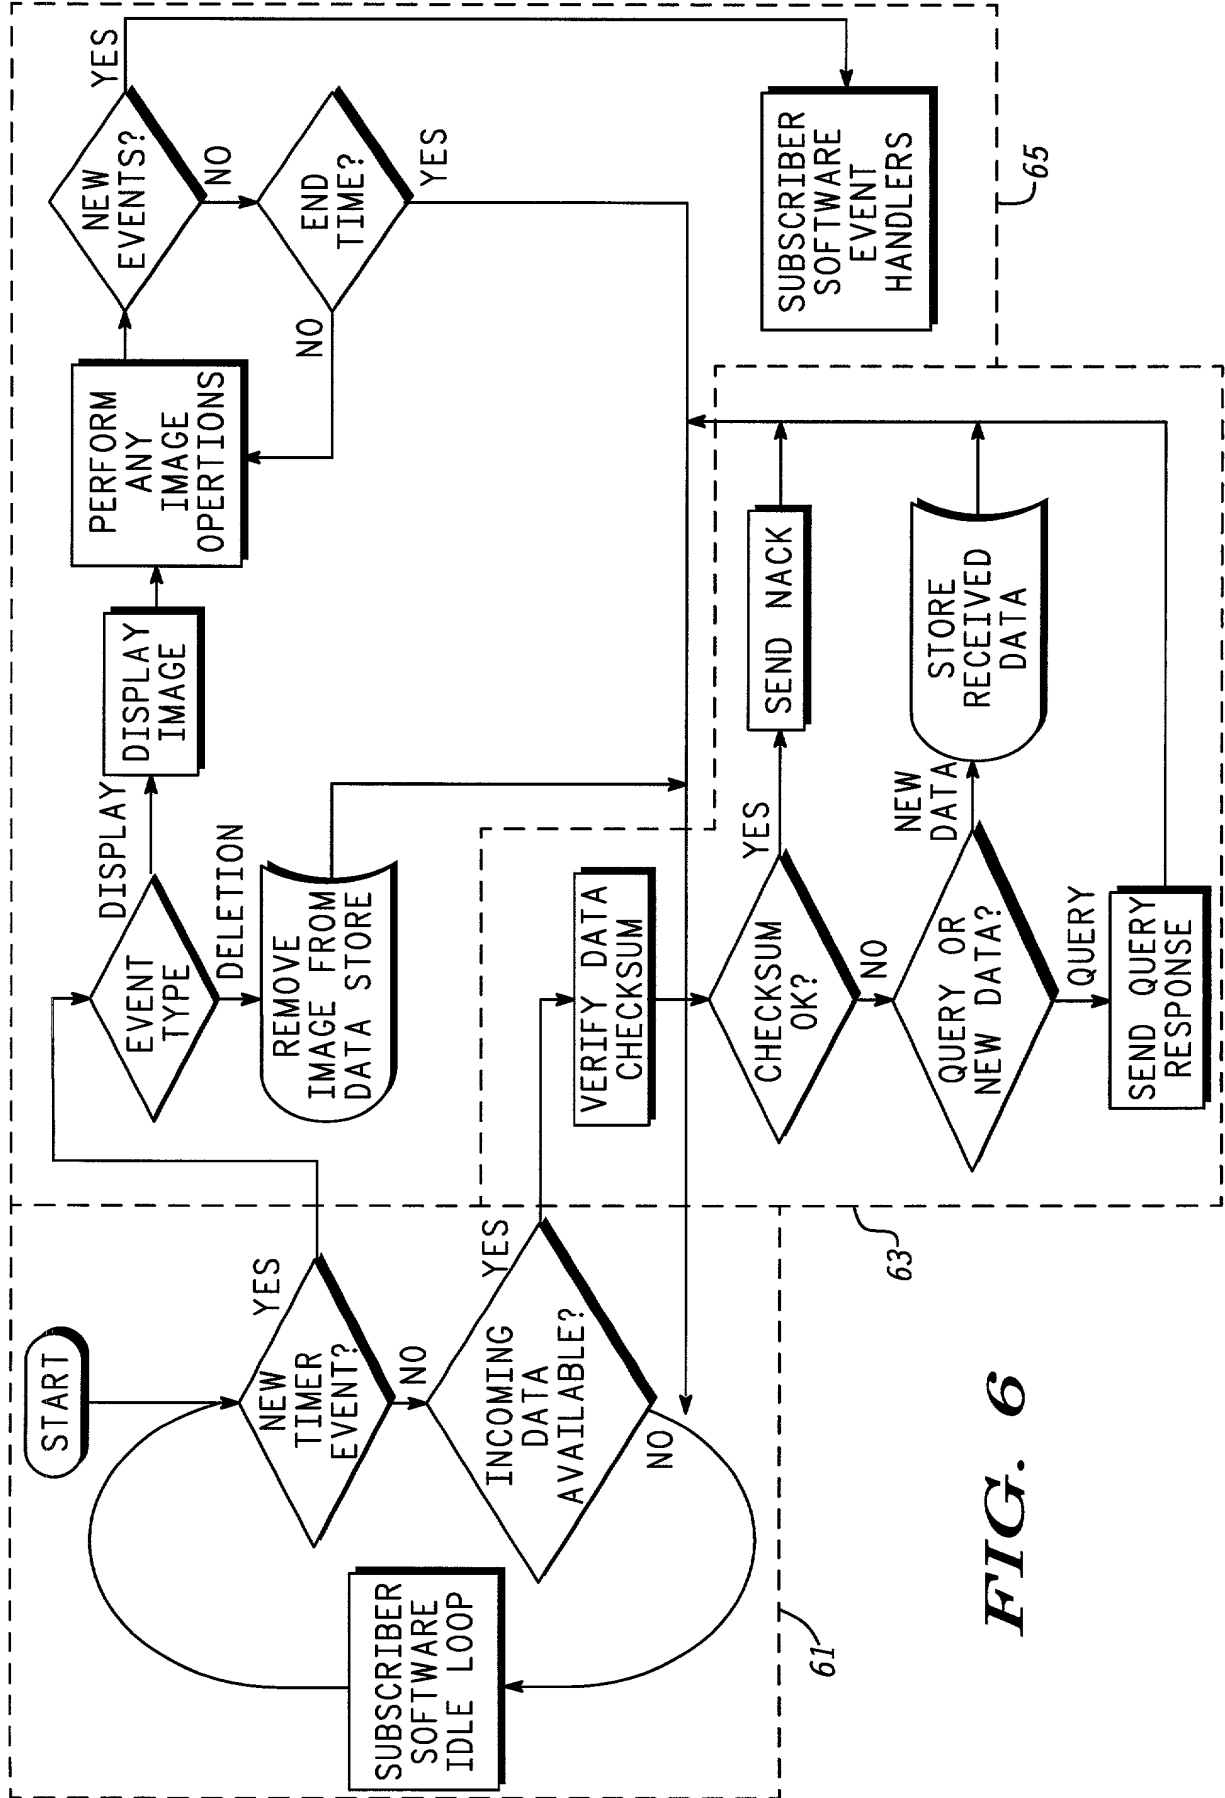 START
SUBSCRIBER
SOFTWARE
IDLE LOOP
NEW
TIMER
EVENT?
YES
NO
INCOMING
DATA
AVAILABLE?
YES
NO
61
EVENT
TYPE
DISPLAY
DELETION
REMOVE
IMAGE FROM
DATA STORE
DISPLAY
IMAGE
PERFORM
ANY
IMAGE
OPERTIONS
NEW
EVENTS?
YES
NO
END
TIME?
NO
YES
SUBSCRIBER
SOFTWARE
EVENT
HANDLERS
65
VERIFY DATA
CHECKSUM
CHECKSUM
OK?
YES
NO
SEND NACK
QUERY OR
NEW DATA?
NEW
DATA
STORE
RECEIVED
DATA
QUERY
SEND QUERY
RESPONSE
63
FIG. 6